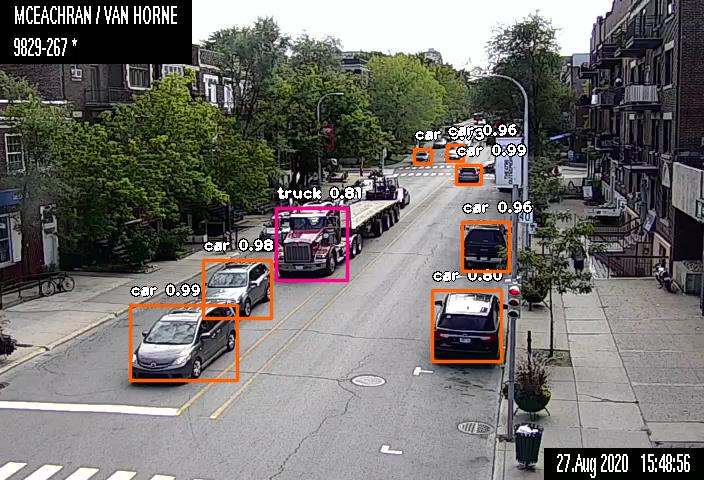 MCEACHRAN / VAN HORNE
9829-267 *
car 0.96
car 0.99
truck 0.81
car 0.96
car 0.98
car 0.80
car 0.99
27.Aug 2020 15:48:56